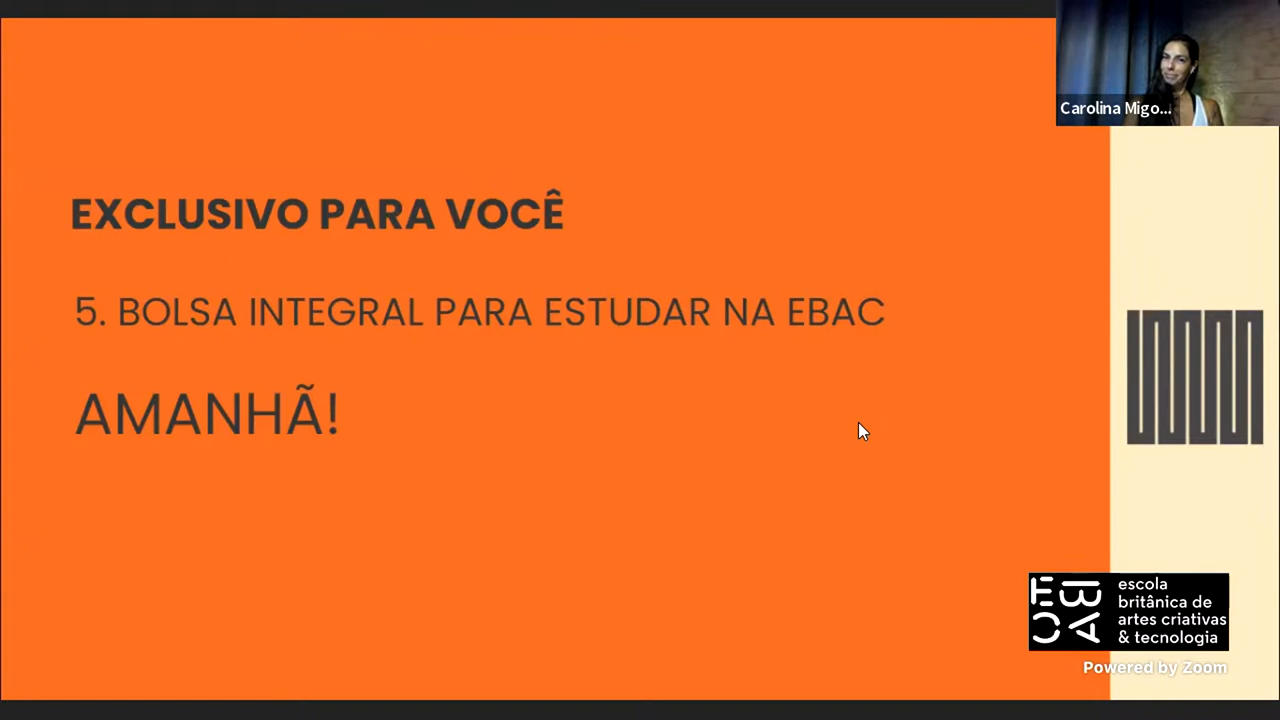 Carolina Migo...
EXCLUSIVO PARA VOCÊ
5. BOLSA INTEGRAL PARA ESTUDAR NA EBAC
AMANHÃ!
EBAC
escola
britânica de
artes criativas
& tecnologia
Powered by Zoom